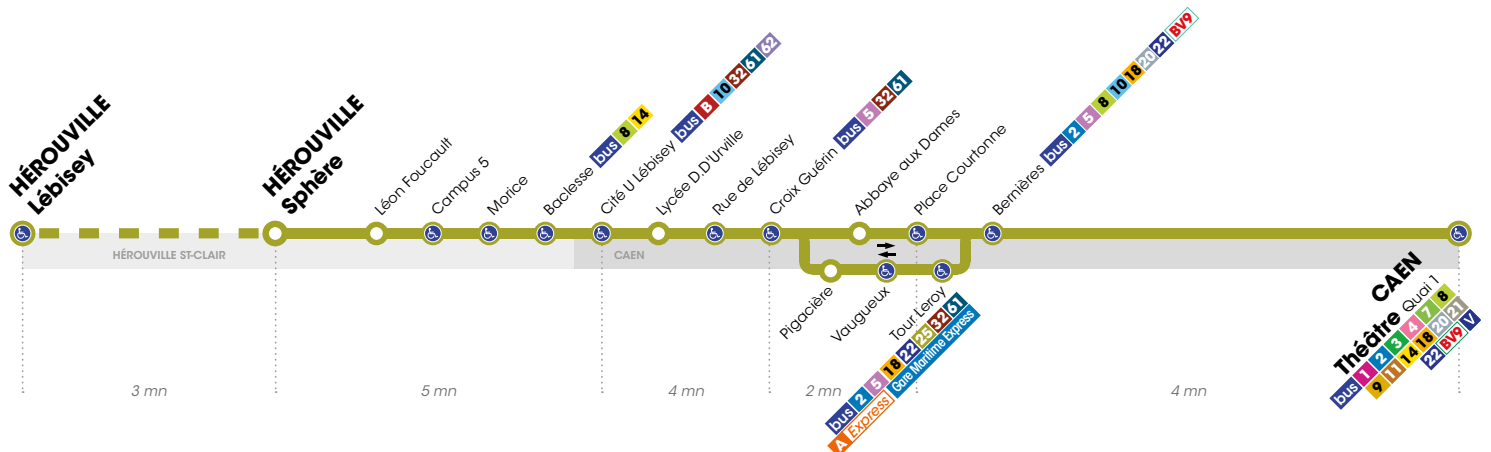 HÉROUVILLE
Lébisey
HÉROUVILLE
Sphère
Léon Foucault
Campus 5
Morice
Baclesse bus 8 14
Cité U Lébisey bus B 10 32 61 62
Lycée D.D'Urville
Rue de Lébisey
Croix Guérin bus 5 32 61
Abbaye aux Dames
Place Courtonne
Bernières bus 2 5 8 10 18 20 22 BV9
HÉROUVILLE ST-CLAIR
CAEN
Pigacière
Vaugueux
Tour Leroy
bus 2 5 18 22 25 32 61
A Express Gare Maritime Express
CAEN
Théâtre Quai 1
bus 1 2 3 4 7 8
9 11 14 18 20 21
22 BV9 V
3 mn
5 mn
4 mn
2 mn
4 mn